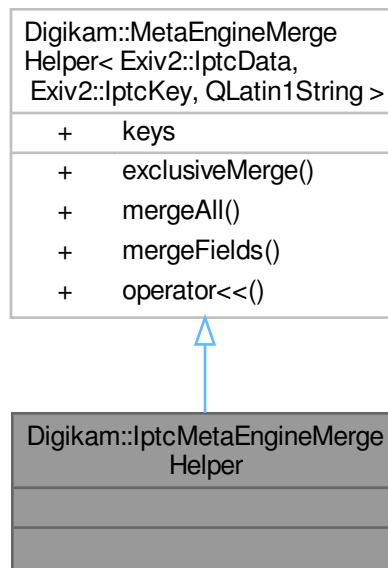 Digikam::MetaEngineMerge
Helper< Exiv2::IptcData,
Exiv2::IptcKey, QLatin1String >
+ keys
+ exclusiveMerge()
+ mergeAll()
+ mergeFields()
+ operator<<()
Digikam::IptcMetaEngineMerge
Helper